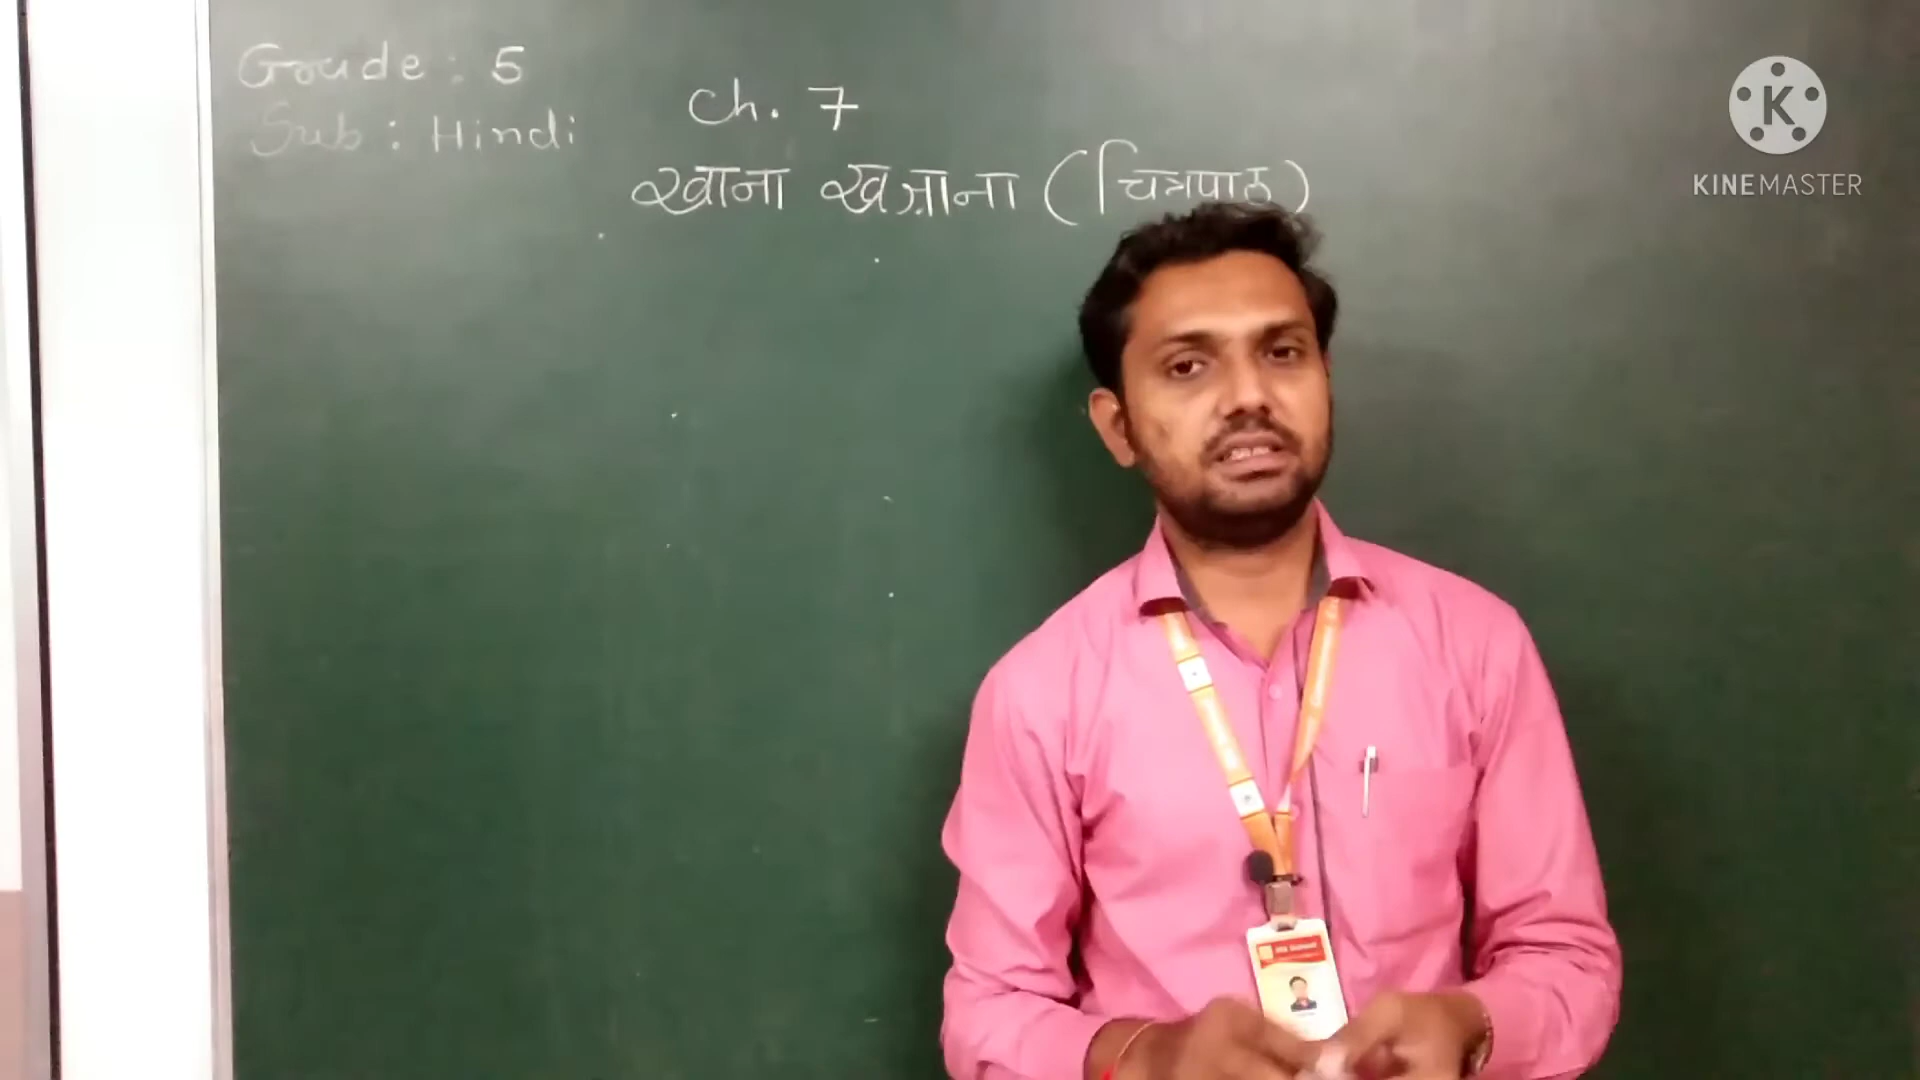 Grade : 5
Sub : Hindi
Ch. 7
खाना खज़ाना (चित्रपाठ)
K
KINEMASTER